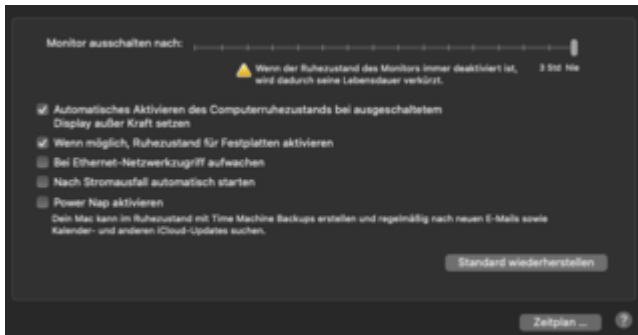 Monitor ausschalten nach:
Wenn der Ruhezustand des Monitors immer deaktiviert ist,
wird dadurch seine Lebensdauer verkürzt.
3 Std Nie
Automatisches Aktivieren des Computerruhezustands bei ausgeschaltetem
Display außer Kraft setzen
Wenn möglich, Ruhezustand für Festplatten aktivieren
Bei Ethernet-Netzwerkzugriff aufwachen
Nach Stromausfall automatisch starten
Power Nap aktivieren
Dein Mac kann im Ruhezustand mit Time Machine Backups erstellen und regelmäßig nach neuen E-Mails sowie
Kalender- und anderen iCloud-Updates suchen.
Standard wiederherstellen
Zeitplan ... ?